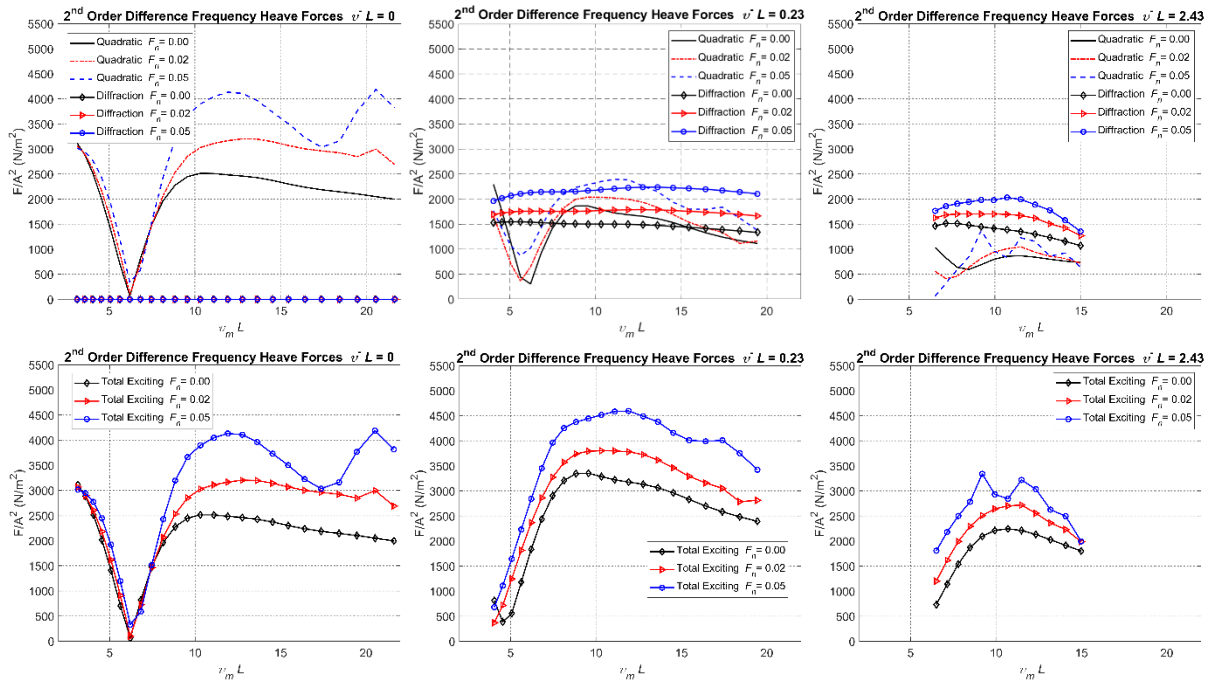 2nd Order Difference Frequency Heave Forces υ- L = 0
F/A2 (N/m2)
5500
5000
4500
4000
3500
3000
2500
2000
1500
1000
500
0
Quadratic Fn = 0.00
Quadratic Fn = 0.02
Quadratic Fn = 0.05
Diffraction Fn = 0.00
Diffraction Fn = 0.02
Diffraction Fn = 0.05
5 10 15 20
υm L
2nd Order Difference Frequency Heave Forces υ- L = 0.23
F/A2 (N/m2)
5500
5000
4500
4000
3500
3000
2500
2000
1500
1000
500
0
Quadratic Fn = 0.00
Quadratic Fn = 0.02
Quadratic Fn = 0.05
Diffraction Fn = 0.00
Diffraction Fn = 0.02
Diffraction Fn = 0.05
5 10 15 20
υm L
2nd Order Difference Frequency Heave Forces υ- L = 2.43
F/A2 (N/m2)
5500
5000
4500
4000
3500
3000
2500
2000
1500
1000
500
0
Quadratic Fn = 0.00
Quadratic Fn = 0.02
Quadratic Fn = 0.05
Diffraction Fn = 0.00
Diffraction Fn = 0.02
Diffraction Fn = 0.05
5 10 15 20
υm L
2nd Order Difference Frequency Heave Forces υ- L = 0
F/A2 (N/m2)
5500
5000
4500
4000
3500
3000
2500
2000
1500
1000
500
0
Total Exciting Fn = 0.00
Total Exciting Fn = 0.02
Total Exciting Fn = 0.05
5 10 15 20
υm L
2nd Order Difference Frequency Heave Forces υ- L = 0.23
F/A2 (N/m2)
5500
5000
4500
4000
3500
3000
2500
2000
1500
1000
500
0
Total Exciting Fn = 0.00
Total Exciting Fn = 0.02
Total Exciting Fn = 0.05
5 10 15 20
υm L
2nd Order Difference Frequency Heave Forces υ- L = 2.43
F/A2 (N/m2)
5500
5000
4500
4000
3500
3000
2500
2000
1500
1000
500
0
Total Exciting Fn = 0.00
Total Exciting Fn = 0.02
Total Exciting Fn = 0.05
5 10 15 20
υm L